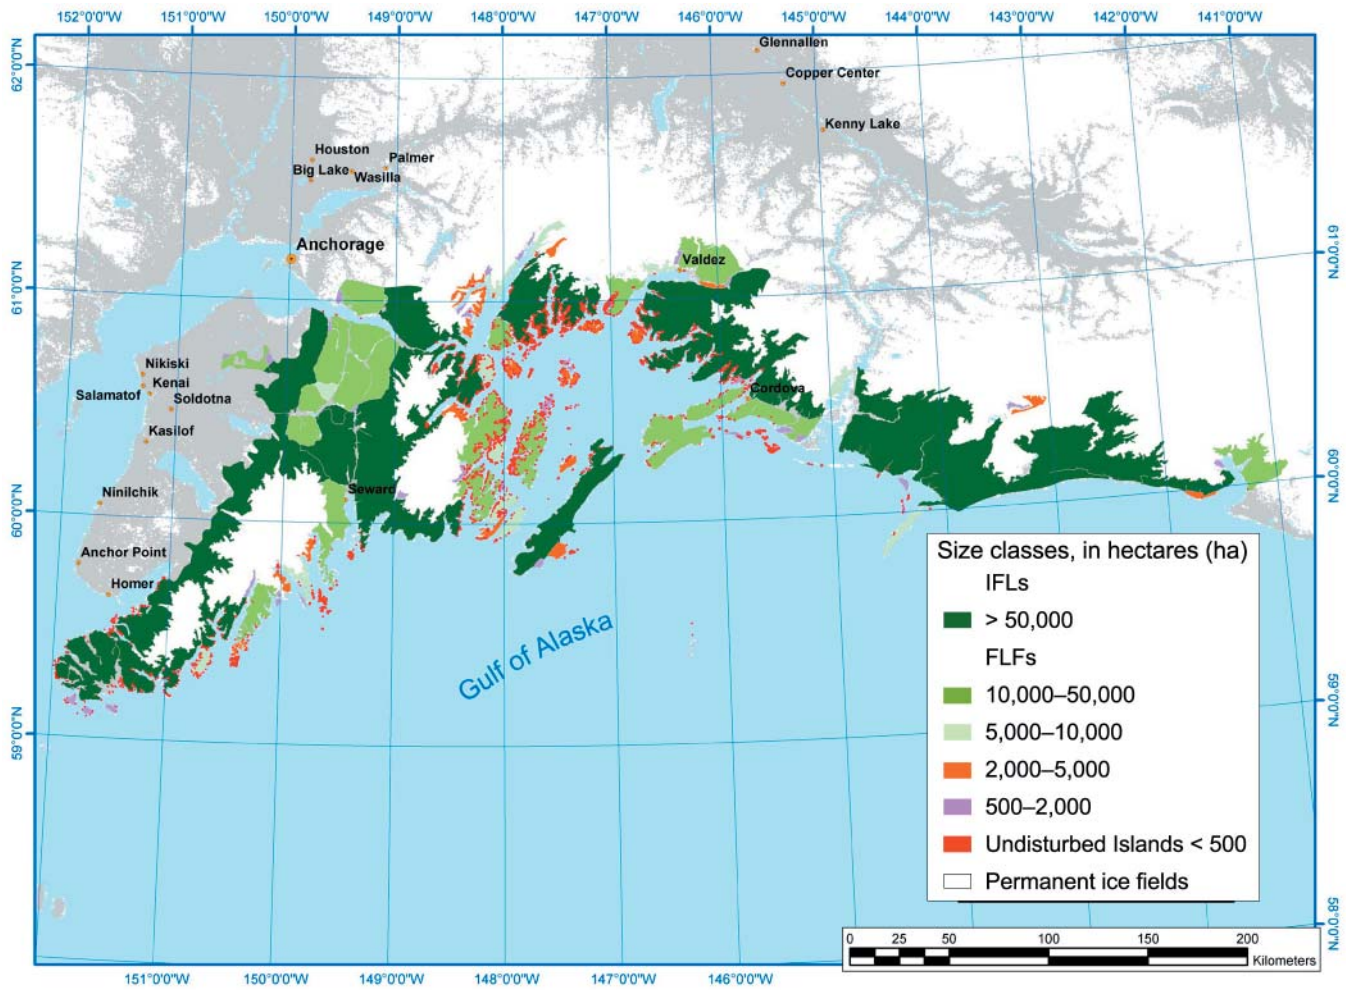 152°0'0"W 151°0'0"W 150°0'0"W 149°0'0"W 148°0'0"W 147°0'0"W 146°0'0"W 145°0'0"W 144°0'0"W 143°0'0"W 142°0'0"W 141°0'0"W
62°0'0"N
61°0'0"N
60°0'0"N
59°0'0"N
Glennallen
Copper Center
Kenny Lake
Houston
Palmer
Big Lake
Wasilla
Anchorage
Valdez
Nikiski
Kenai
Salamatof
Soldotna
Cordova
Kasilof
Seward
Ninilchik
Anchor Point
Homer
Gulf of Alaska
61°0'0"N
60°0'0"N
59°0'0"N
58°0'0"N
Size classes, in hectares (ha)
IFLs
> 50,000
FLFs
10,000–50,000
5,000–10,000
2,000–5,000
500–2,000
Undisturbed Islands < 500
Permanent ice fields
0 25 50 100 150 200
Kilometers
151°0'0"W 150°0'0"W 149°0'0"W 148°0'0"W 147°0'0"W 146°0'0"W